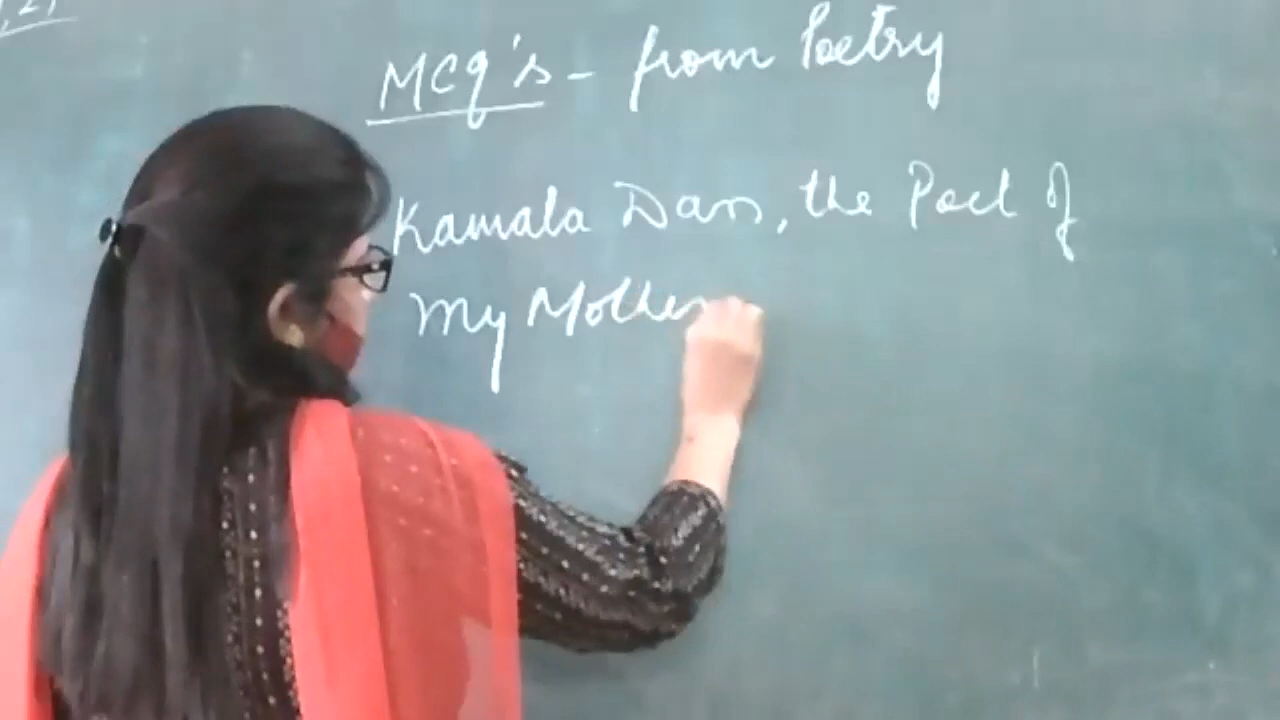 MCQ's - from Poetry
Kamala Das, the Poet of
My Mother